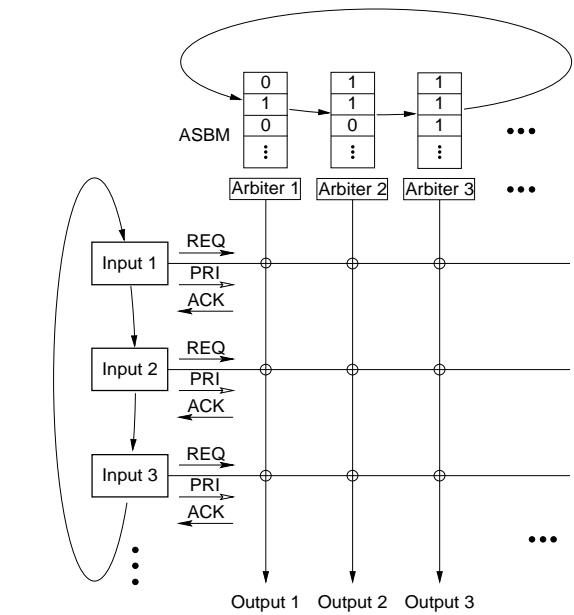 0 1 1
1 1 1
ASBM 0 0 1
Arbiter 1 Arbiter 2 Arbiter 3
REQ
Input 1
PRI
ACK
REQ
Input 2
PRI
ACK
REQ
Input 3
PRI
ACK
Output 1 Output 2 Output 3